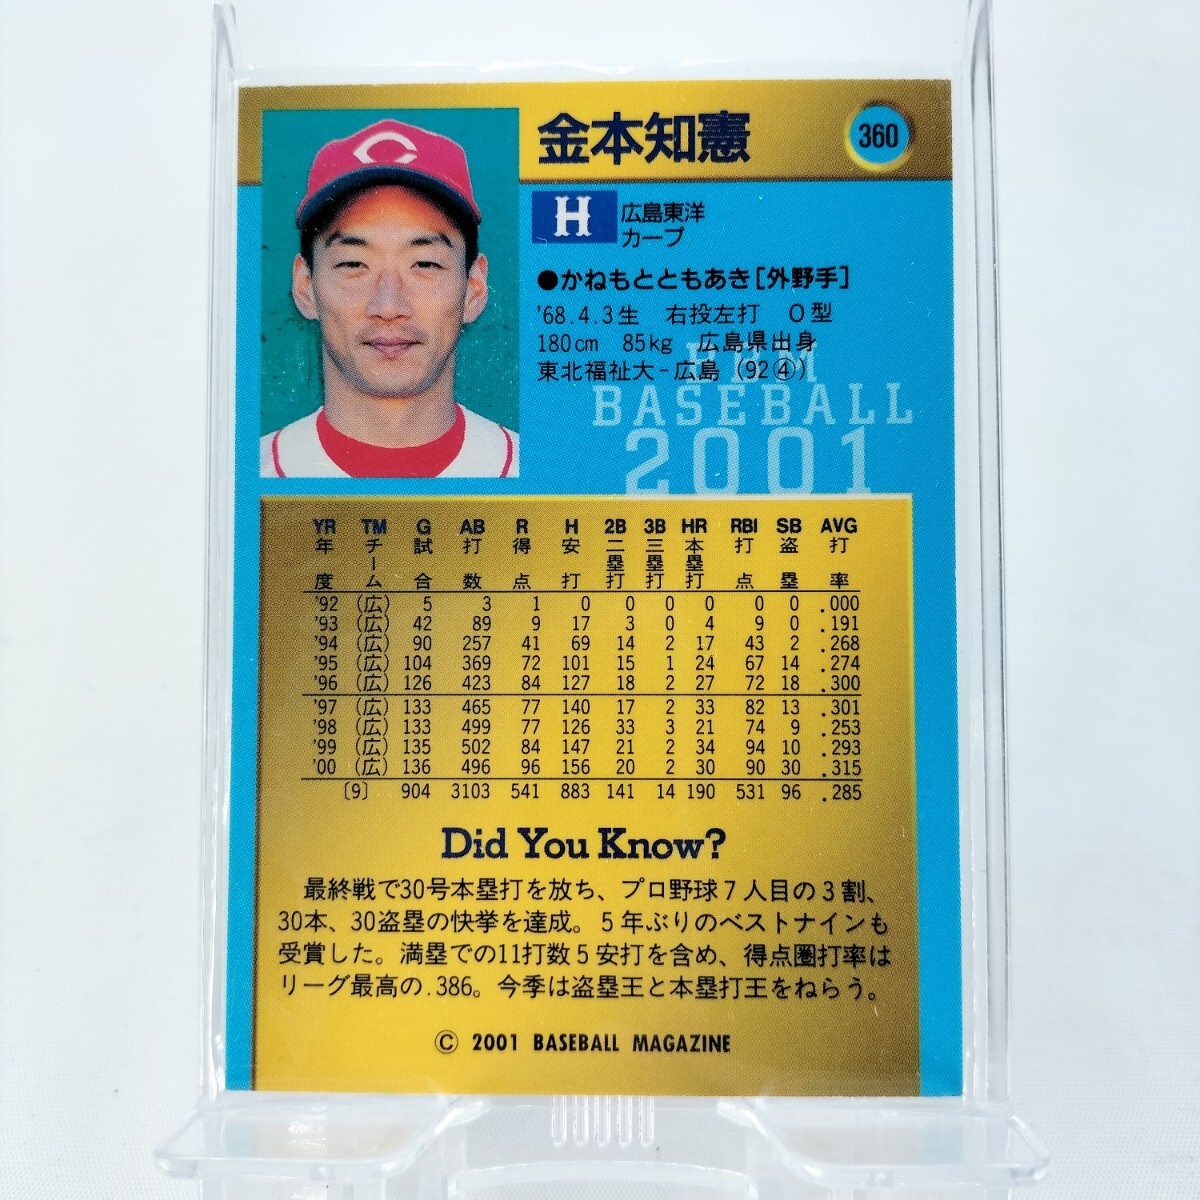 金本知憲
360
H 広島東洋
カープ
●かねもとともあき[外野手]
'68.4.3生 右投左打 O型
180cm 85kg 広島県出身
東北福祉大-広島 (92④)
BBM
BASEBALL
2001
YR TM G AB R H 2B 3B HR RBI SB AVG
年度 チーム 試合 打数 得点 安打 二塁打 三塁打 本塁打 打点 盗塁 打率
'92 (広) 5 3 1 0 0 0 0 0 0 .000
'93 (広) 42 89 9 17 3 0 4 9 0 .191
'94 (広) 90 257 41 69 14 2 17 43 2 .268
'95 (広) 104 369 72 101 15 1 24 67 14 .274
'96 (広) 126 423 84 127 18 2 27 72 18 .300
'97 (広) 133 465 77 140 17 2 33 82 13 .301
'98 (広) 133 499 77 126 33 3 21 74 9 .253
'99 (広) 135 502 84 147 21 2 34 94 10 .293
'00 (広) 136 496 96 156 20 2 30 90 30 .315
〔9〕 904 3103 541 883 141 14 190 531 96 .285
Did You Know?
最終戦で30号本塁打を放ち、プロ野球7人目の3割、
30本、30盗塁の快挙を達成。5年ぶりのベストナインも
受賞した。満塁での11打数5安打を含め、得点圏打率は
リーグ最高の.386。今季は盗塁王と本塁打王をねらう。
© 2001 BASEBALL MAGAZINE